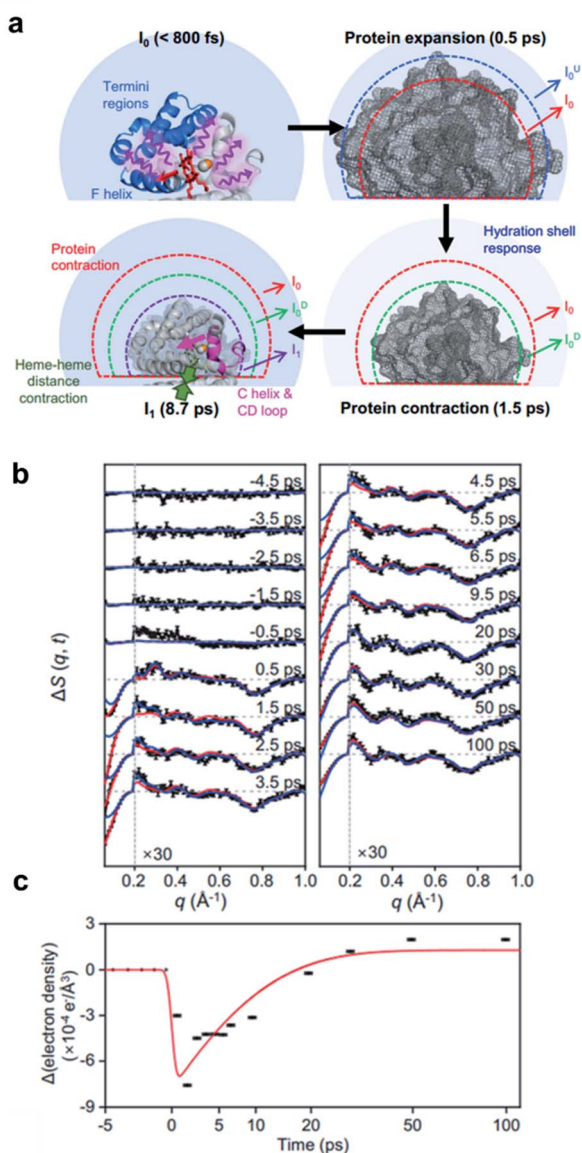 a
I₀ (< 800 fs)
Termini
regions
F helix
Protein expansion (0.5 ps)
I₀ᵁ
I₀
Hydration shell
response
Protein
contraction
I₀
I₀ᴰ
I₁
Heme-heme
distance
contraction
C helix &
CD loop
I₁ (8.7 ps)
I₀
I₀ᴰ
Protein contraction (1.5 ps)
b
ΔS (q, t)
-4.5 ps
-3.5 ps
-2.5 ps
-1.5 ps
-0.5 ps
0.5 ps
1.5 ps
2.5 ps
3.5 ps
×30
0.2 0.4 0.6 0.8 1.0
q (Å⁻¹)
4.5 ps
5.5 ps
6.5 ps
9.5 ps
20 ps
30 ps
50 ps
100 ps
×30
0.2 0.4 0.6 0.8 1.0
q (Å⁻¹)
c
Δ(electron density)
(×10⁻⁴ e⁻/Å³)
3
0
-3
-6
-9
-5 0 5 10 20 50 100
Time (ps)